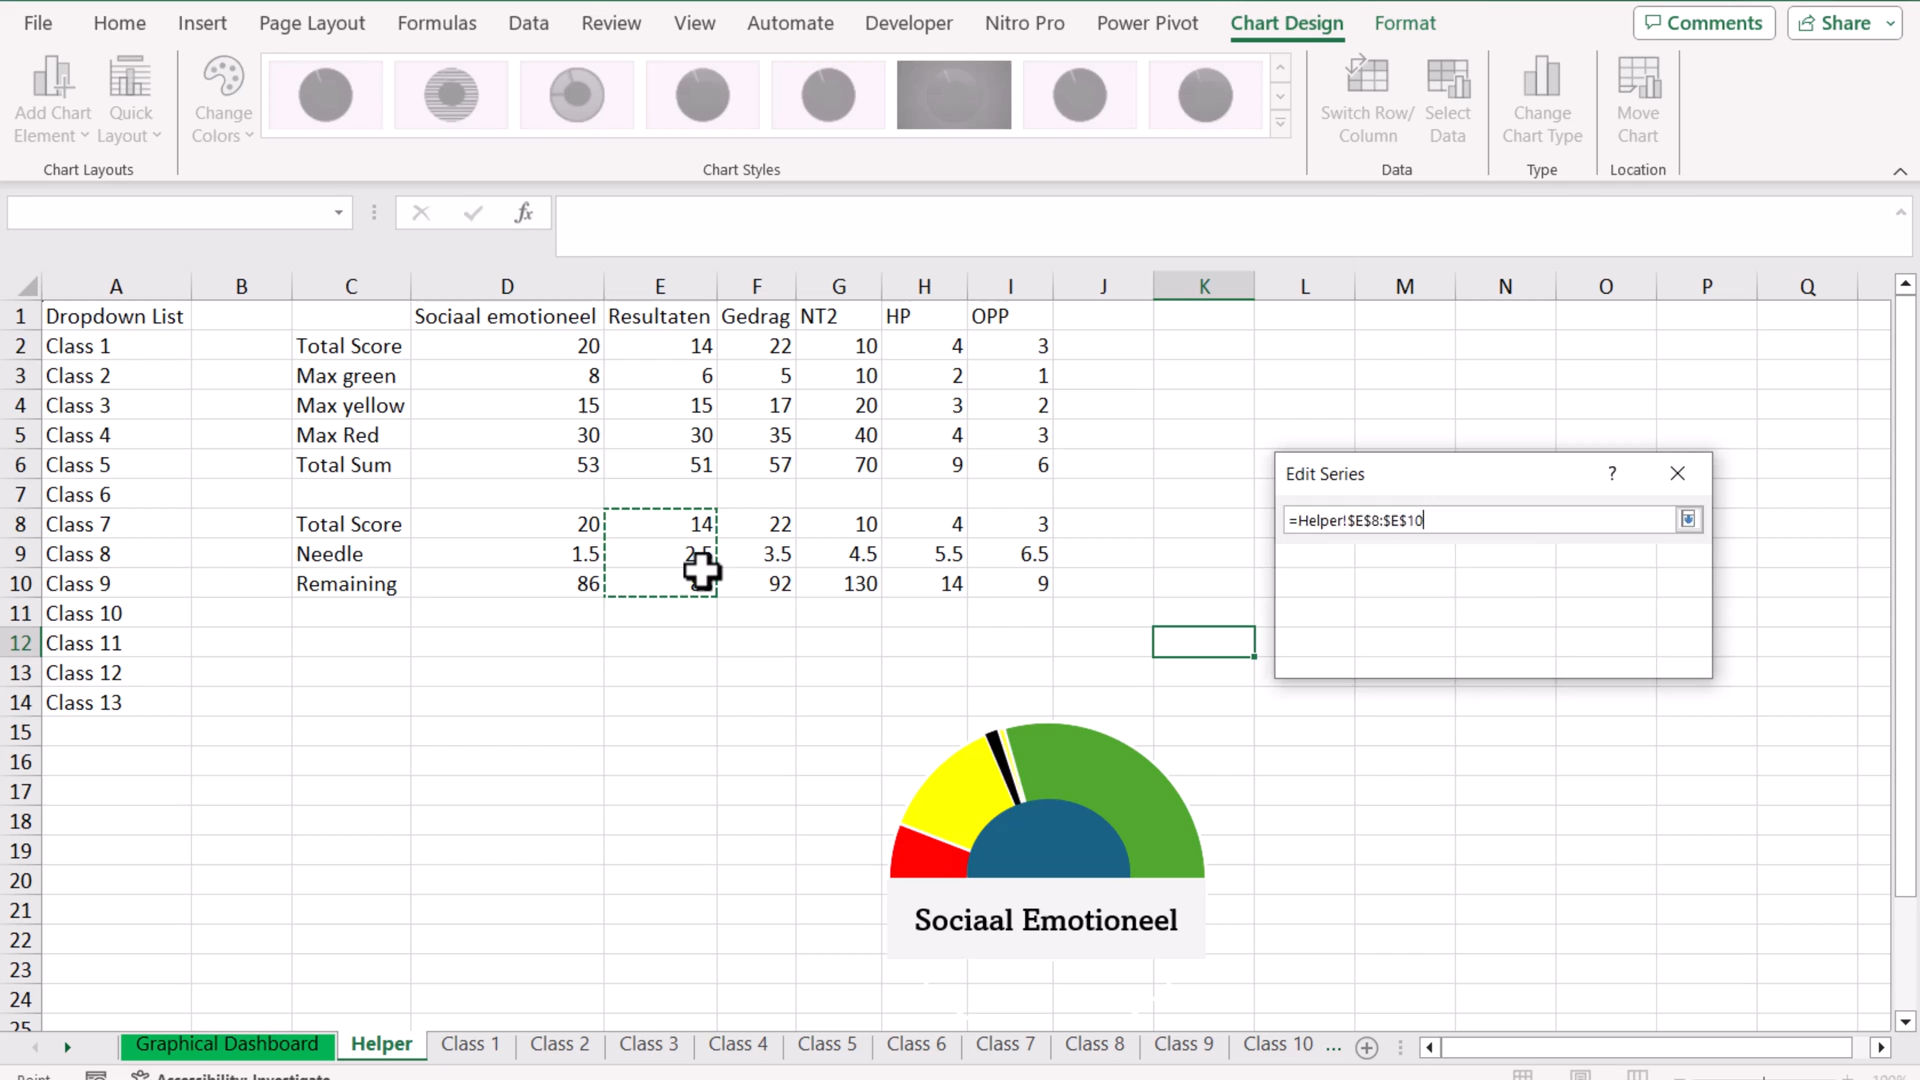 File Home Insert Page Layout Formulas Data Review View Automate Developer Nitro Pro Power Pivot Chart Design Format Comments Share
Add Chart Element
Quick Layout
Chart Layouts
Change Colors
Chart Styles
Switch Row/ Column
Select Data
Data
Change Chart Type
Type
Move Chart
Location
fx
A B C D E F G H I J K L M N O P Q
1 Dropdown List Sociaal emotioneel Resultaten Gedrag NT2 HP OPP
2 Class 1 Total Score 20 14 22 10 4 3
3 Class 2 Max green 8 6 5 10 2 1
4 Class 3 Max yellow 15 15 17 20 3 2
5 Class 4 Max Red 30 30 35 40 4 3
6 Class 5 Total Sum 53 51 57 70 9 6
7 Class 6
8 Class 7 Total Score 20 14 22 10 4 3
9 Class 8 Needle 1.5 3.5 4.5 5.5 6.5
10 Class 9 Remaining 86 92 130 14 9
11 Class 10
12 Class 11
13 Class 12
14 Class 13
15
16
17
18
19
20
21
22
23
24
25
Edit Series ?
=Helper!$E$8:$E$10
Sociaal Emotioneel
Graphical Dashboard Helper Class 1 Class 2 Class 3 Class 4 Class 5 Class 6 Class 7 Class 8 Class 9 Class 10 ...
Point Accessibility: Investigate 100%